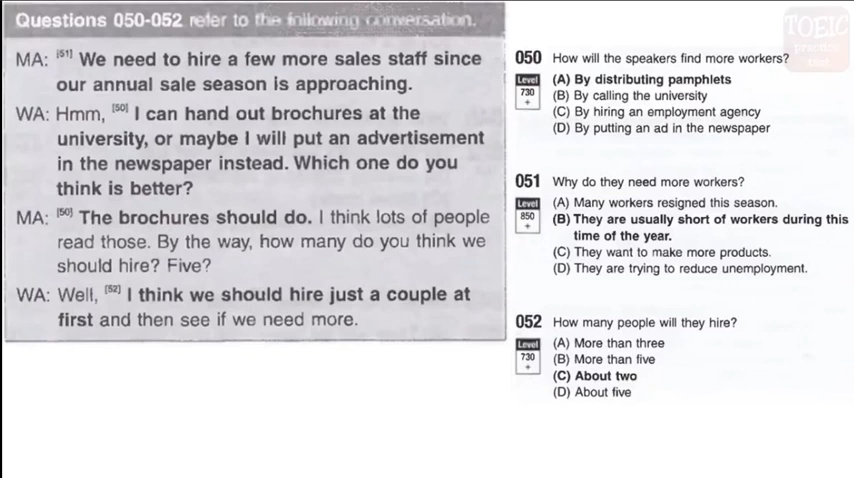 Questions 050-052 refer to the following conversation.
MA: [51] We need to hire a few more sales staff since
our annual sale season is approaching.
WA: Hmm, [50] I can hand out brochures at the
university, or maybe I will put an advertisement
in the newspaper instead. Which one do you
think is better?
MA: [50] The brochures should do. I think lots of people
read those. By the way, how many do you think we
should hire? Five?
WA: Well, [52] I think we should hire just a couple at
first and then see if we need more.
TOEIC
practice
test
050 How will the speakers find more workers?
Level
730
+
(A) By distributing pamphlets
(B) By calling the university
(C) By hiring an employment agency
(D) By putting an ad in the newspaper
051 Why do they need more workers?
Level
850
+
(A) Many workers resigned this season.
(B) They are usually short of workers during this
time of the year.
(C) They want to make more products.
(D) They are trying to reduce unemployment.
052 How many people will they hire?
Level
730
+
(A) More than three
(B) More than five
(C) About two
(D) About five